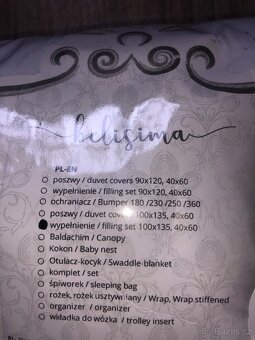 belisima
PL-EN
poszwy / duvet covers 90x120, 40x60
wypełnienie / filling set 90x120, 40x60
ochraniacz / Bumper 180 /230 /250 /360
poszwy / duvet covers 100x135, 40x60
wypełnienie / filling set 100x135, 40x60
Baldachim / Canopy
Kokon / Baby nest
Otulacz-kocyk / Swaddle-blanket
komplet / set
śpiworek / sleeping bag
rożek, rożek usztywniany / Wrap, Wrap stiffened
organizer / organizer
wkładka do wózka / trolley insert